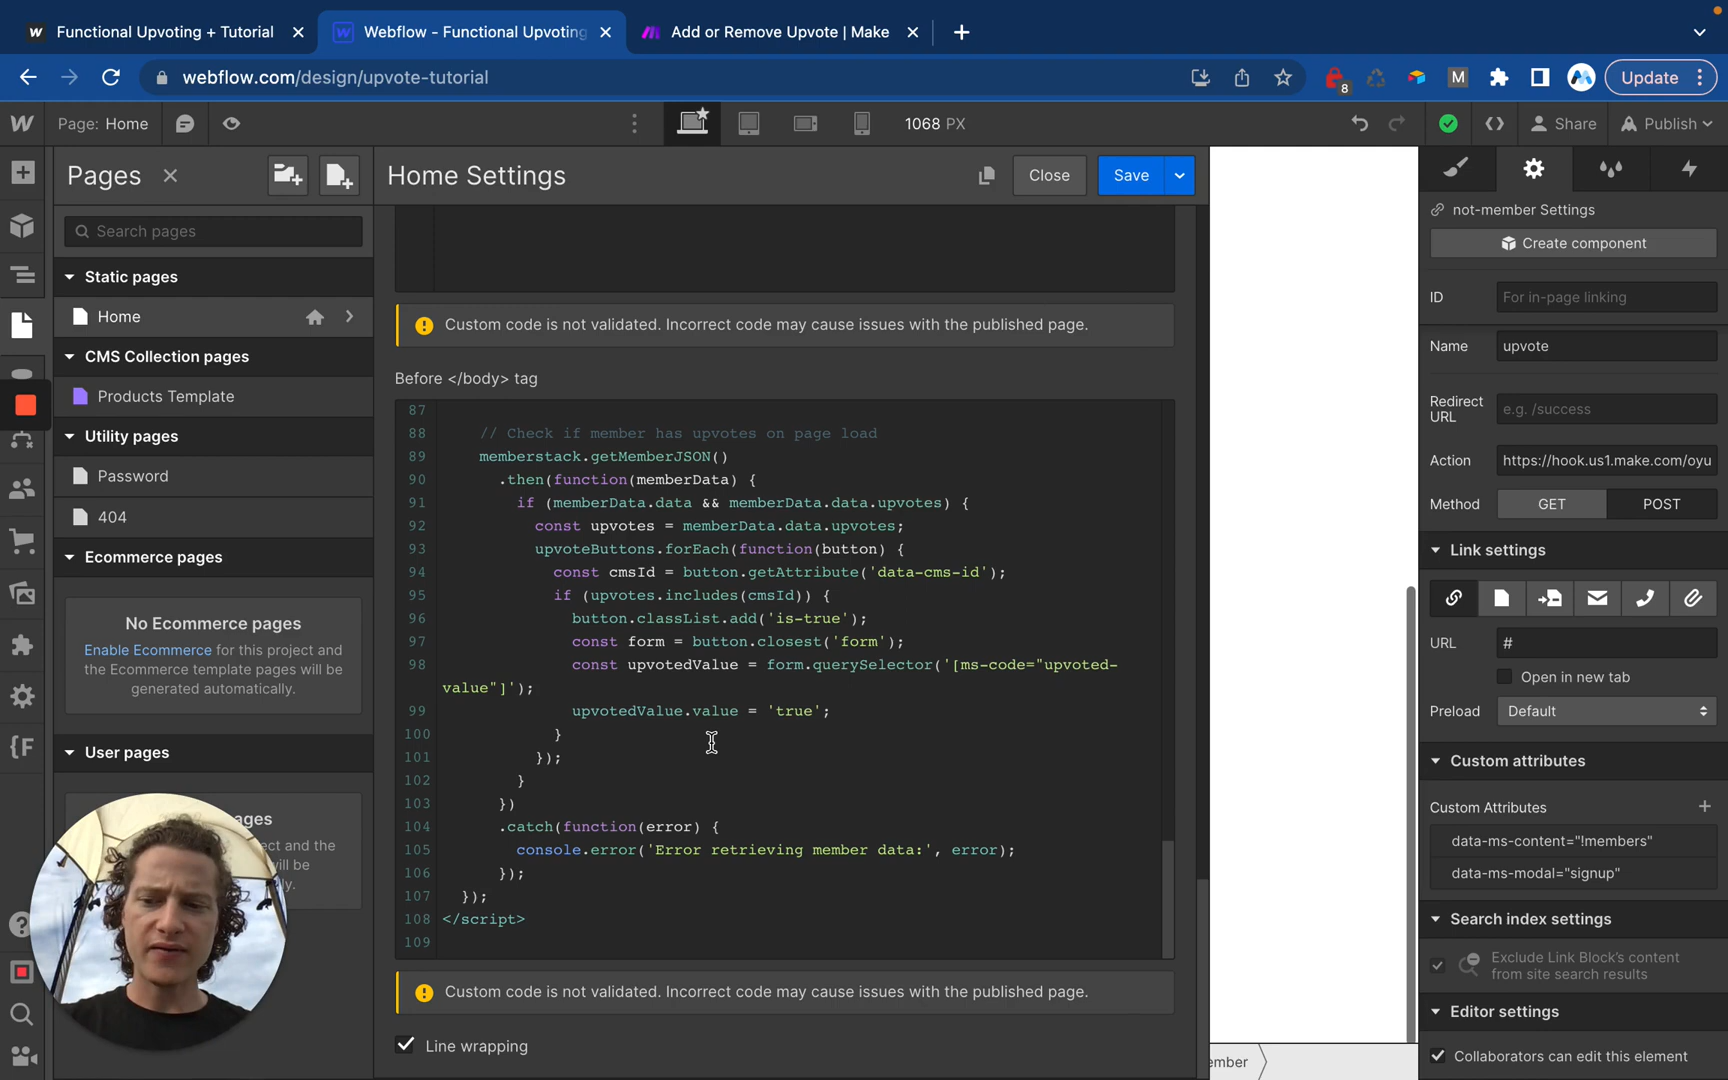 Functional Upvoting + Tutorial
Webflow - Functional Upvoting
Add or Remove Upvote | Make
webflow.com/design/upvote-tutorial
8
M
Update
Page: Home
1068 PX
Share
Publish
Pages
Search pages
Static pages
Home
CMS Collection pages
Products Template
Utility pages
Password
404
Ecommerce pages
No Ecommerce pages
Enable Ecommerce for this project and
the Ecommerce template pages will be
generated automatically.
User pages
ages
ect and the
will be
ly.
Home Settings
Close
Save
Custom code is not validated. Incorrect code may cause issues with the published page.
Before </body> tag
87
88 // Check if member has upvotes on page load
89 memberstack.getMemberJSON()
90 .then(function(memberData) {
91 if (memberData.data && memberData.data.upvotes) {
92 const upvotes = memberData.data.upvotes;
93 upvoteButtons.forEach(function(button) {
94 const cmsId = button.getAttribute('data-cms-id');
95 if (upvotes.includes(cmsId)) {
96 button.classList.add('is-true');
97 const form = button.closest('form');
98 const upvotedValue = form.querySelector('[ms-code="upvoted-
value"]');
99 upvotedValue.value = 'true';
100 }
101 });
102 }
103 })
104 .catch(function(error) {
105 console.error('Error retrieving member data:', error);
106 });
107 });
108 </script>
109
Custom code is not validated. Incorrect code may cause issues with the published page.
Line wrapping
ember
not-member Settings
Create component
ID For in-page linking
Name upvote
Redirect
URL
e.g. /success
Action https://hook.us1.make.com/oyu
Method GET POST
Link settings
URL #
Open in new tab
Preload Default
Custom attributes
Custom Attributes
data-ms-content="!members"
data-ms-modal="signup"
Search index settings
Exclude Link Block's content
from site search results
Editor settings
Collaborators can edit this element